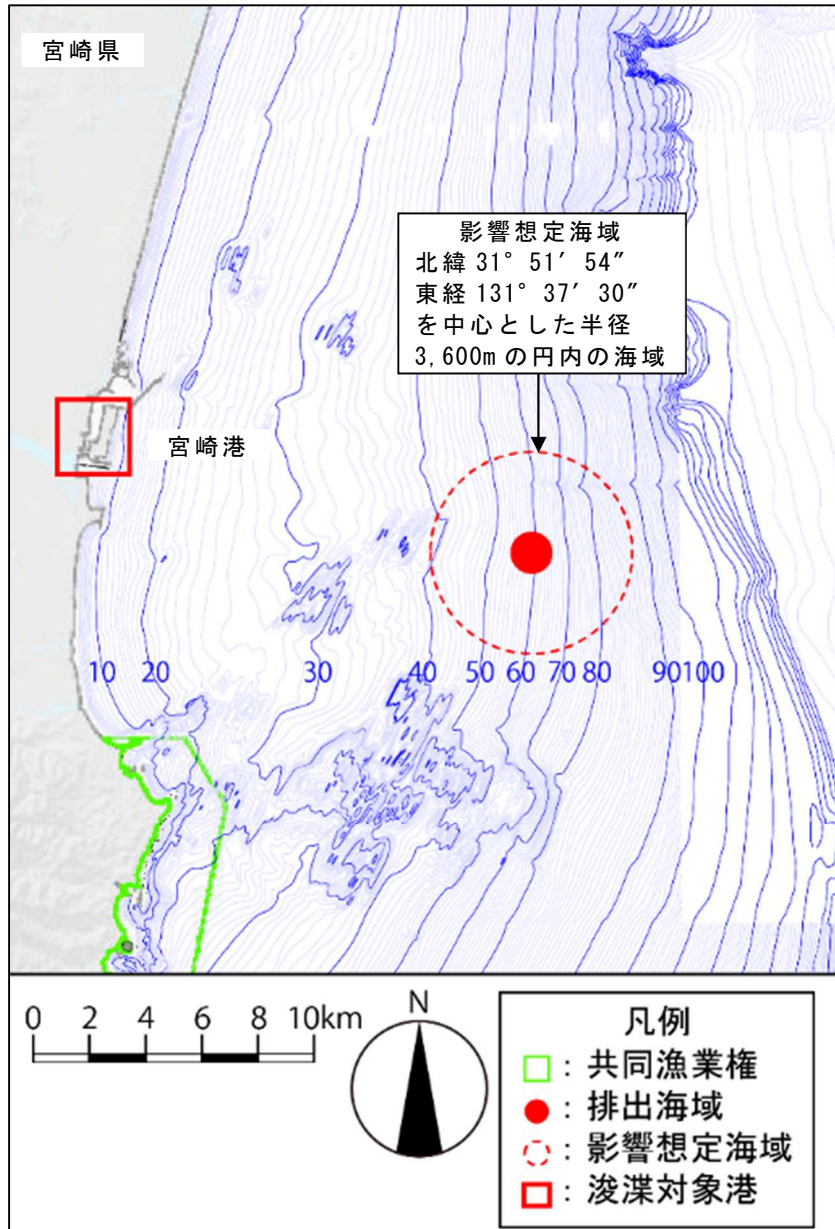 宮崎県
影響想定海域
北緯 31° 51′ 54″
東経 131° 37′ 30″
を中心とした半径
3,600m の円内の海域
宮崎港
10 20 30 40 50 60 70 80 90 100
0 2 4 6 8 10km
N
凡例
: 共同漁業権
: 排出海域
: 影響想定海域
: 浚渫対象港